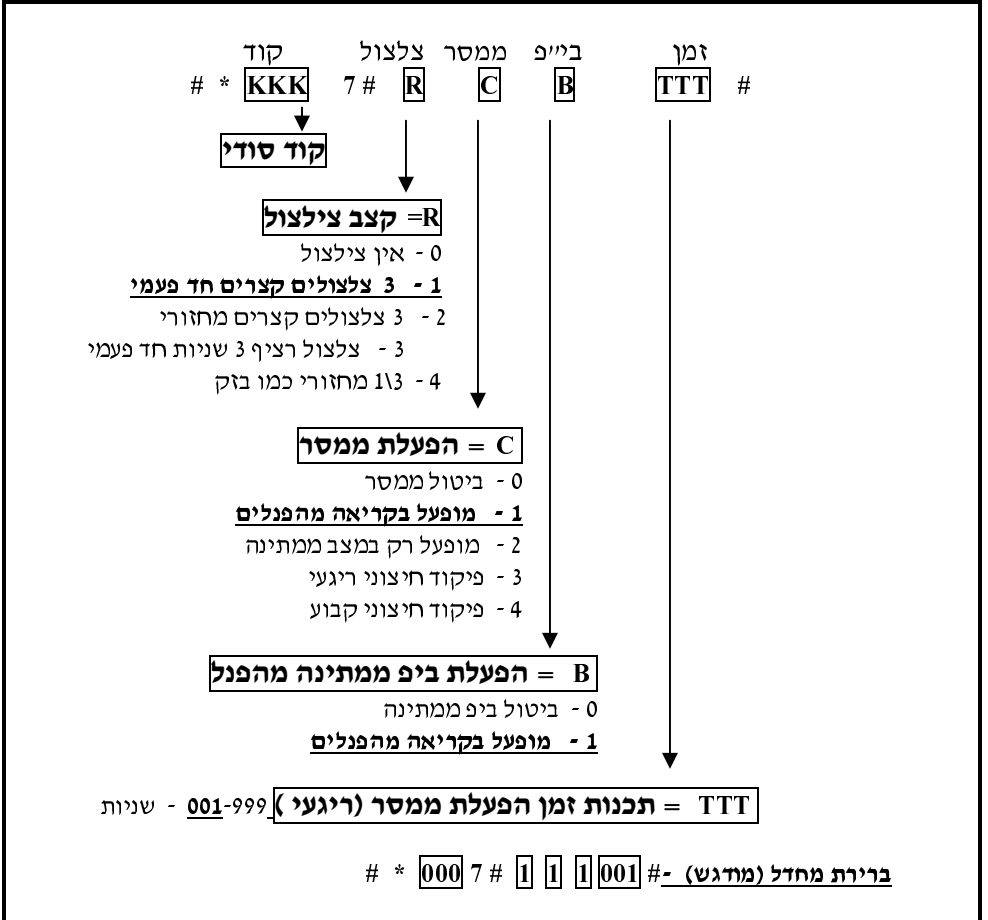 קוד צלצול ממסר בי״פ זמן
# * KKK 7 # R C B TTT #
קוד סודי
R= קצב צילצול
0 - אין צילצול
1 - 3 צלצולים קצרים חד פעמי
2 - 3 צלצולים קצרים מחזורי
3 - צלצול רציף 3 שניות חד פעמי
4 - 1\3 מחזורי כמו בזק
C = הפעלת ממסר
0 - ביטול ממסר
1 - מופעל בקריאה מהפנלים
2 - מופעל רק במצב ממתינה
3 - פיקוד חיצוני ריגעי
4 - פיקוד חיצוני קבוע
B = הפעלת ביפ ממתינה מהפנל
0 - ביטול ביפ ממתינה
1 - מופעל בקריאה מהפנלים
TTT = תכנות זמן הפעלת ממסר (ריגעי ) 001-999 - שניות
ברירת מחדל (מודגש) - # * 000 7 # 1 1 1 001 #